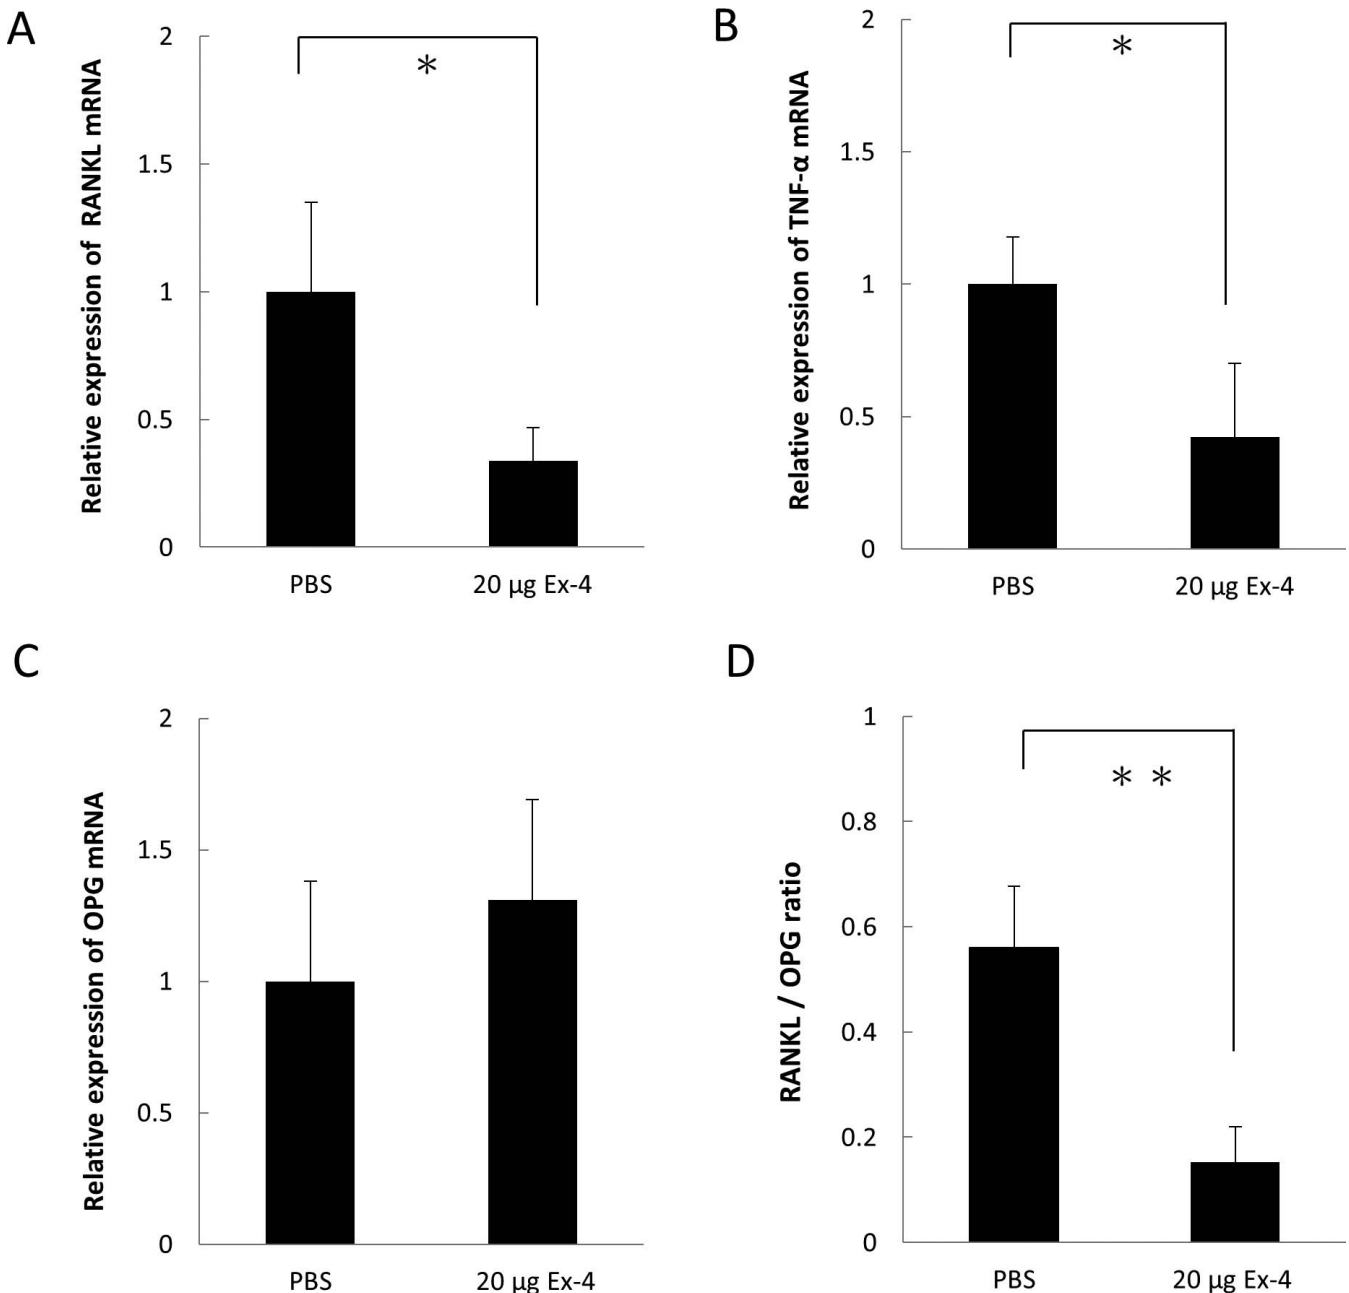 A
Relative expression of RANKL mRNA
2
1.5
1
0.5
0
*
PBS
20 μg Ex-4
B
Relative expression of TNF-α mRNA
2
1.5
1
0.5
0
*
PBS
20 μg Ex-4
C
Relative expression of OPG mRNA
2
1.5
1
0.5
0
PBS
20 μg Ex-4
D
RANKL / OPG ratio
1
0.8
0.6
0.4
0.2
0
* *
PBS
20 μg Ex-4